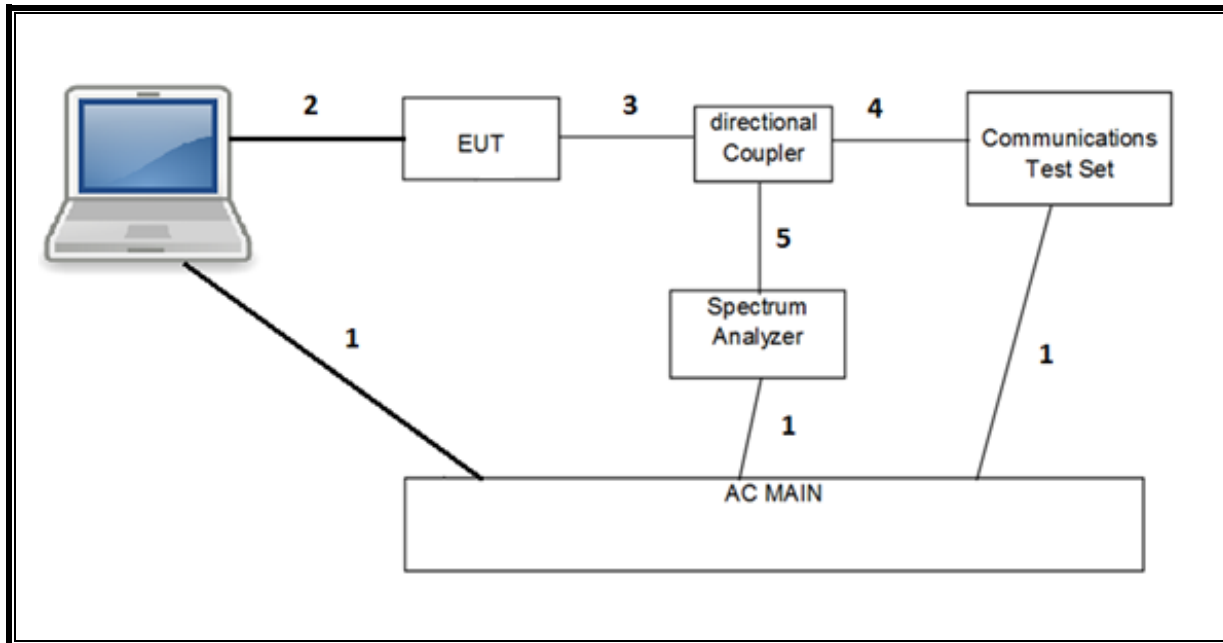 2
EUT
3
directional
Coupler
4
Communications
Test Set
5
Spectrum
Analyzer
1
1
1
AC MAIN